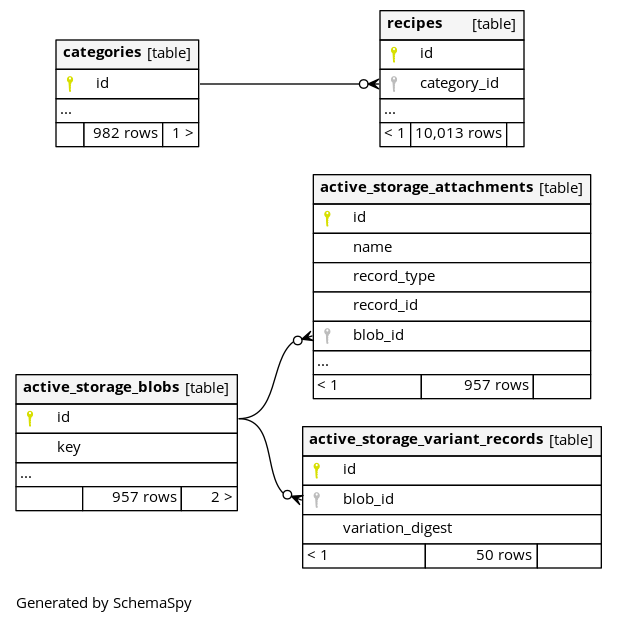 categories [table]
id
...
982 rows 1 >
recipes [table]
id
category_id
...
< 1 10,013 rows
active_storage_attachments [table]
id
name
record_type
record_id
blob_id
...
< 1 957 rows
active_storage_blobs [table]
id
key
...
957 rows 2 >
active_storage_variant_records [table]
id
blob_id
variation_digest
< 1 50 rows
Generated by SchemaSpy